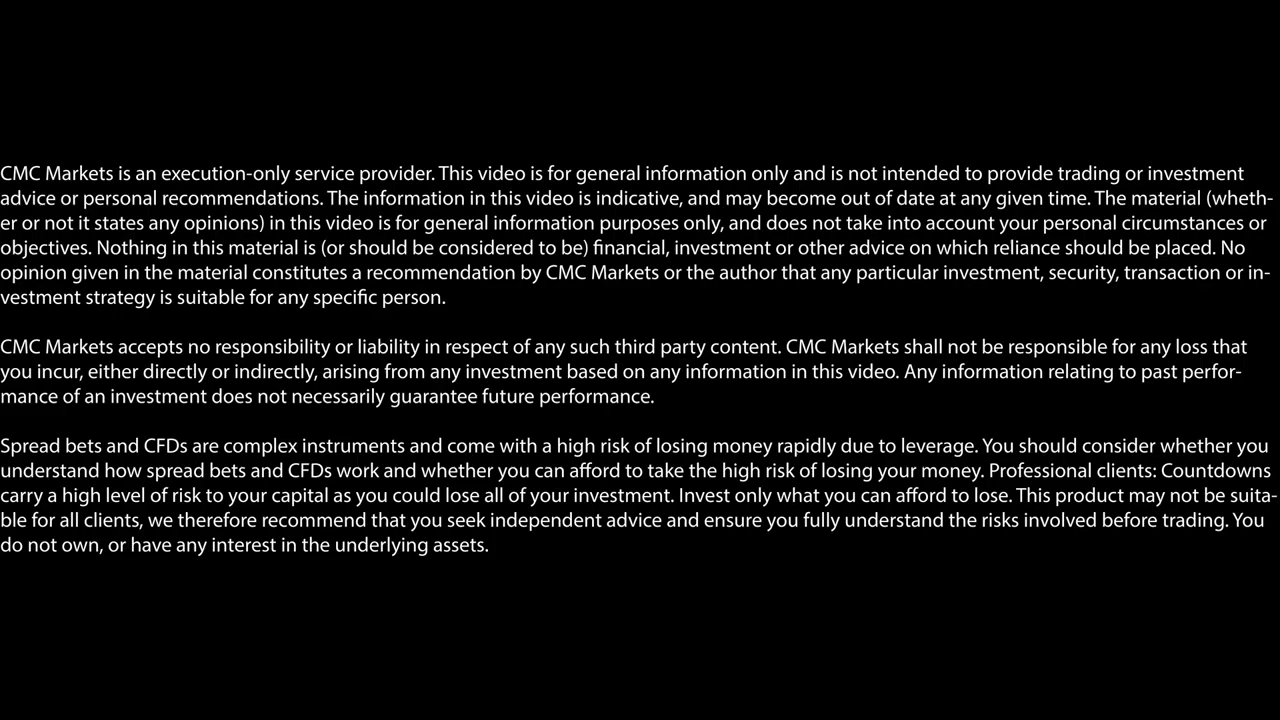 CMC Markets is an execution-only service provider. This video is for general information only and is not intended to provide trading or investment
advice or personal recommendations. The information in this video is indicative, and may become out of date at any given time. The material (wheth-
er or not it states any opinions) in this video is for general information purposes only, and does not take into account your personal circumstances or
objectives. Nothing in this material is (or should be considered to be) financial, investment or other advice on which reliance should be placed. No
opinion given in the material constitutes a recommendation by CMC Markets or the author that any particular investment, security, transaction or in-
vestment strategy is suitable for any specific person.
CMC Markets accepts no responsibility or liability in respect of any such third party content. CMC Markets shall not be responsible for any loss that
you incur, either directly or indirectly, arising from any investment based on any information in this video. Any information relating to past perfor-
mance of an investment does not necessarily guarantee future performance.
Spread bets and CFDs are complex instruments and come with a high risk of losing money rapidly due to leverage. You should consider whether you
understand how spread bets and CFDs work and whether you can afford to take the high risk of losing your money. Professional clients: Countdowns
carry a high level of risk to your capital as you could lose all of your investment. Invest only what you can afford to lose. This product may not be suita-
ble for all clients, we therefore recommend that you seek independent advice and ensure you fully understand the risks involved before trading. You
do not own, or have any interest in the underlying assets.